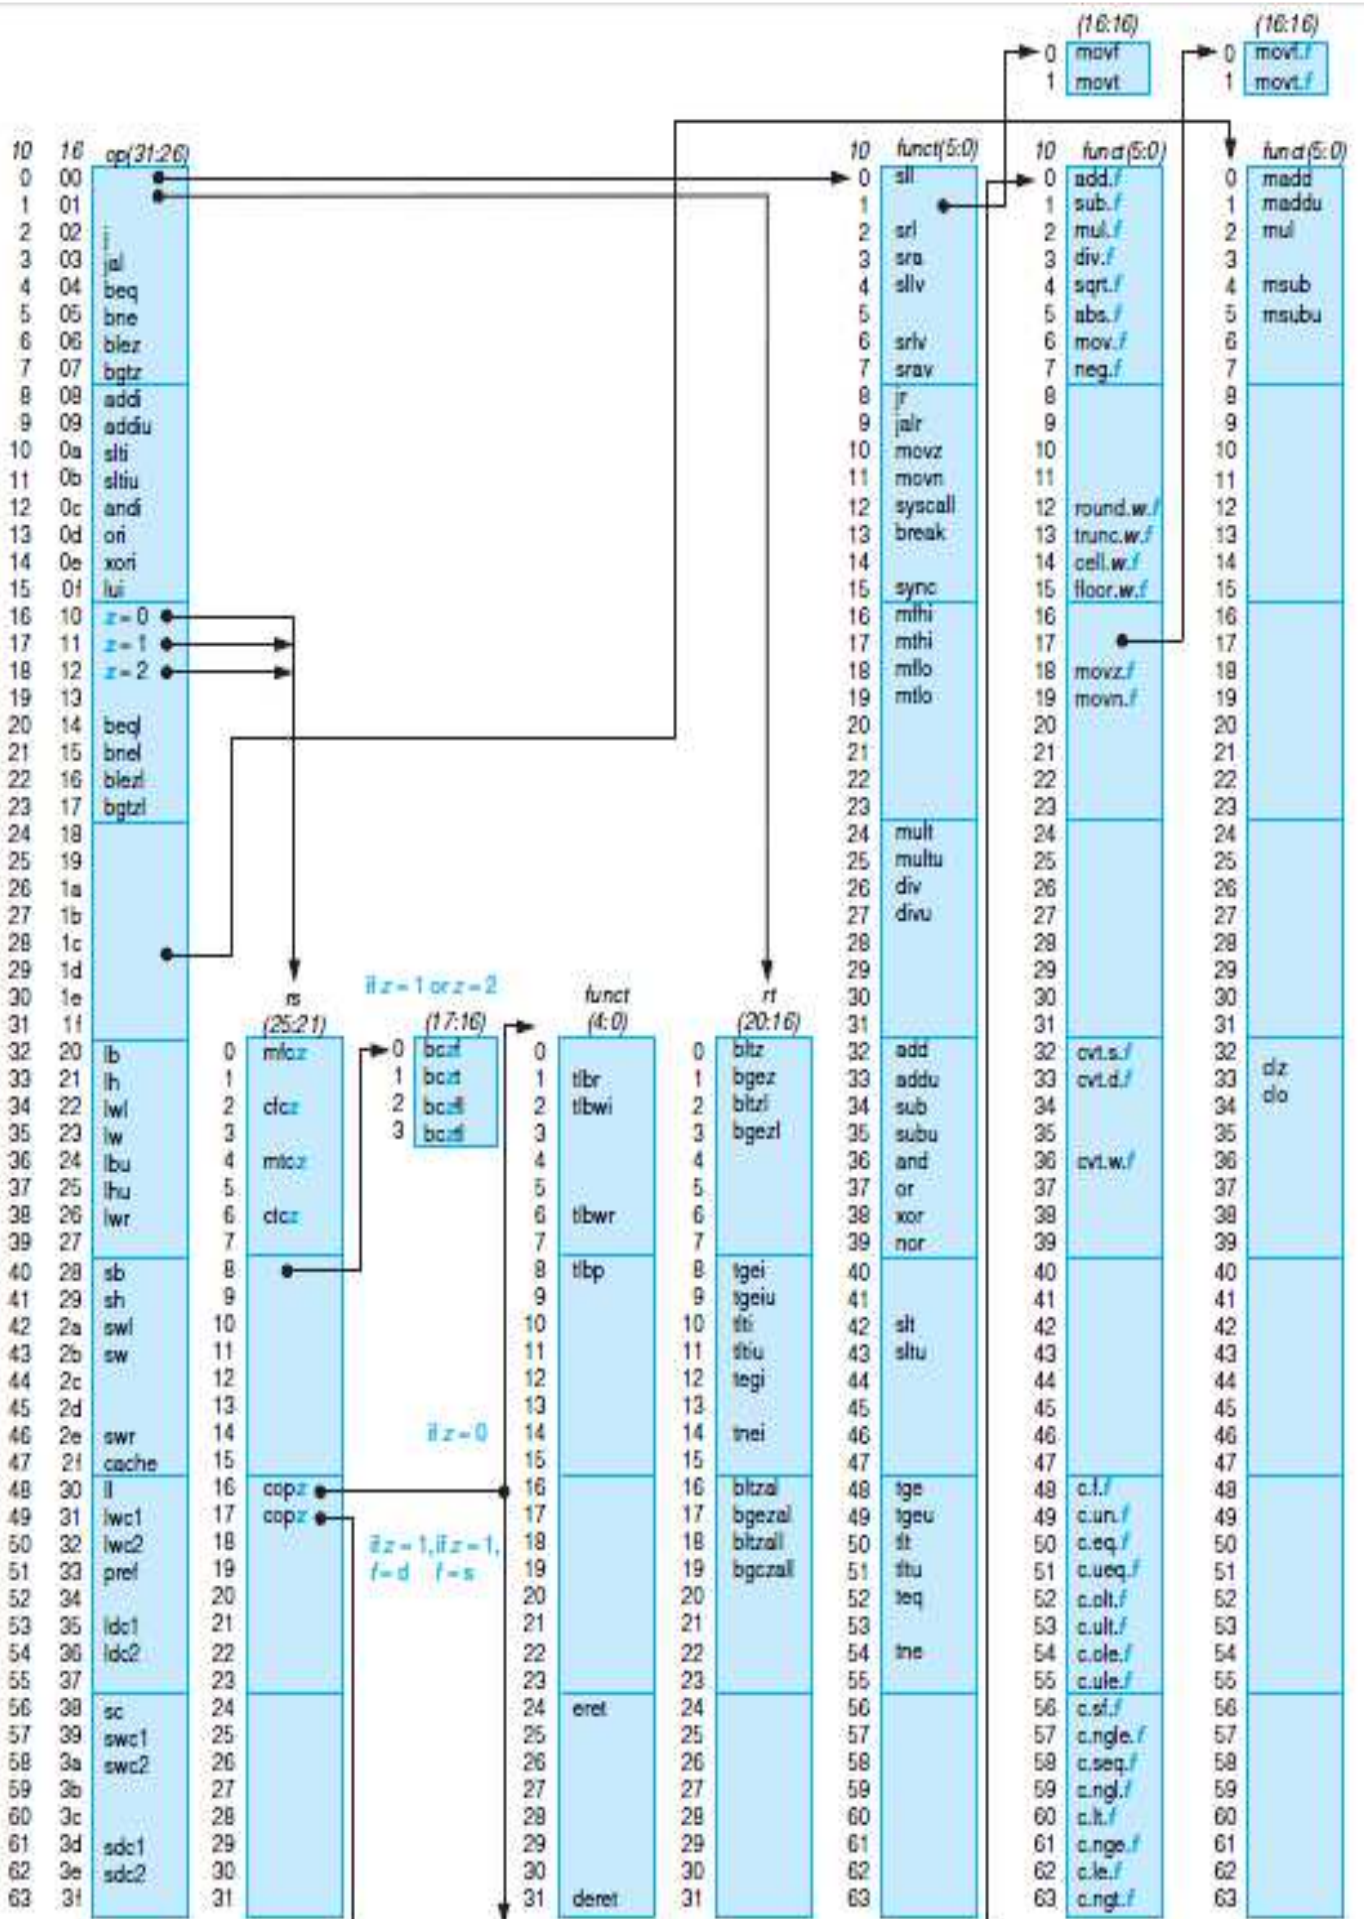 (16:16)
0 movf
1 movt
(16:16)
0 movt.f
1 movt.f
10 16 op(31:26)
0 00
1 01
2 02 j
3 03 jal
4 04 beq
5 05 bne
6 06 blez
7 07 bgtz
8 08 addi
9 09 addiu
10 0a slti
11 0b sltiu
12 0c andi
13 0d ori
14 0e xori
15 0f lui
16 10 z = 0
17 11 z = 1
18 12 z = 2
19 13
20 14 beql
21 15 bnel
22 16 blezl
23 17 bgtzl
24 18
25 19
26 1a
27 1b
28 1c
29 1d
30 1e
31 1f
32 20 lb
33 21 lh
34 22 lwl
35 23 lw
36 24 lbu
37 25 lhu
38 26 lwr
39 27
40 28 sb
41 29 sh
42 2a swl
43 2b sw
44 2c
45 2d
46 2e swr
47 2f cache
48 30 ll
49 31 lwc1
50 32 lwc2
51 33 pref
52 34
53 35 ldc1
54 36 ldc2
55 37
56 38 sc
57 39 swc1
58 3a swc2
59 3b
60 3c
61 3d sdc1
62 3e sdc2
63 3f
rs
(25:21)
0 mfcz
1
2 cfcz
3
4 mtcz
5
6 ctcz
7
8
9
10
11
12
13
14
15
16 copz
17 copz
18
19
20
21
22
23
24
25
26
27
28
29
30
31
if z = 1 or z = 2
(17:16)
0 bczf
1 bczt
2 bczfl
3 bcztl
if z = 0
if z = 1, if z = 1,
f = d f = s
funct
(4:0)
0
1 tlbr
2 tlbwi
3
4
5
6 tlbwr
7
8 tlbp
9
10
11
12
13
14
15
16
17
18
19
20
21
22
23
24 eret
25
26
27
28
29
30
31 deret
rt
(20:16)
0 bltz
1 bgez
2 bltzl
3 bgezl
4
5
6
7
8 tgei
9 tgeiu
10 tlti
11 tltiu
12 tegi
13
14 tnei
15
16 bltzal
17 bgezal
18 bltzall
19 bgczall
20
21
22
23
24
25
26
27
28
29
30
31
10 funct(5:0)
0 sll
1
2 srl
3 sra
4 sllv
5
6 srlv
7 srav
8 jr
9 jalr
10 movz
11 movn
12 syscall
13 break
14
15 sync
16 mfhi
17 mthi
18 mflo
19 mtlo
20
21
22
23
24 mult
25 multu
26 div
27 divu
28
29
30
31
32 add
33 addu
34 sub
35 subu
36 and
37 or
38 xor
39 nor
40
41
42 slt
43 sltu
44
45
46
47
48 tge
49 tgeu
50 tlt
51 tltu
52 teq
53
54 tne
55
56
57
58
59
60
61
62
63
10 funct(5:0)
0 add.f
1 sub.f
2 mul.f
3 div.f
4 sqrt.f
5 abs.f
6 mov.f
7 neg.f
8
9
10
11
12 round.w.f
13 trunc.w.f
14 cell.w.f
15 floor.w.f
16
17
18 movz.f
19 movn.f
20
21
22
23
24
25
26
27
28
29
30
31
32 cvt.s.f
33 cvt.d.f
34
35
36 cvt.w.f
37
38
39
40
41
42
43
44
45
46
47
48 c.f.f
49 c.un.f
50 c.eq.f
51 c.ueq.f
52 c.olt.f
53 c.ult.f
54 c.ole.f
55 c.ule.f
56 c.sf.f
57 c.ngle.f
58 c.seq.f
59 c.ngl.f
60 c.lt.f
61 c.nge.f
62 c.le.f
63 c.ngt.f
funct(5:0)
0 madd
1 maddu
2 mul
3
4 msub
5 msubu
6
7
8
9
10
11
12
13
14
15
16
17
18
19
20
21
22
23
24
25
26
27
28
29
30
31
32
33 clz
34 clo
35
36
37
38
39
40
41
42
43
44
45
46
47
48
49
50
51
52
53
54
55
56
57
58
59
60
61
62
63